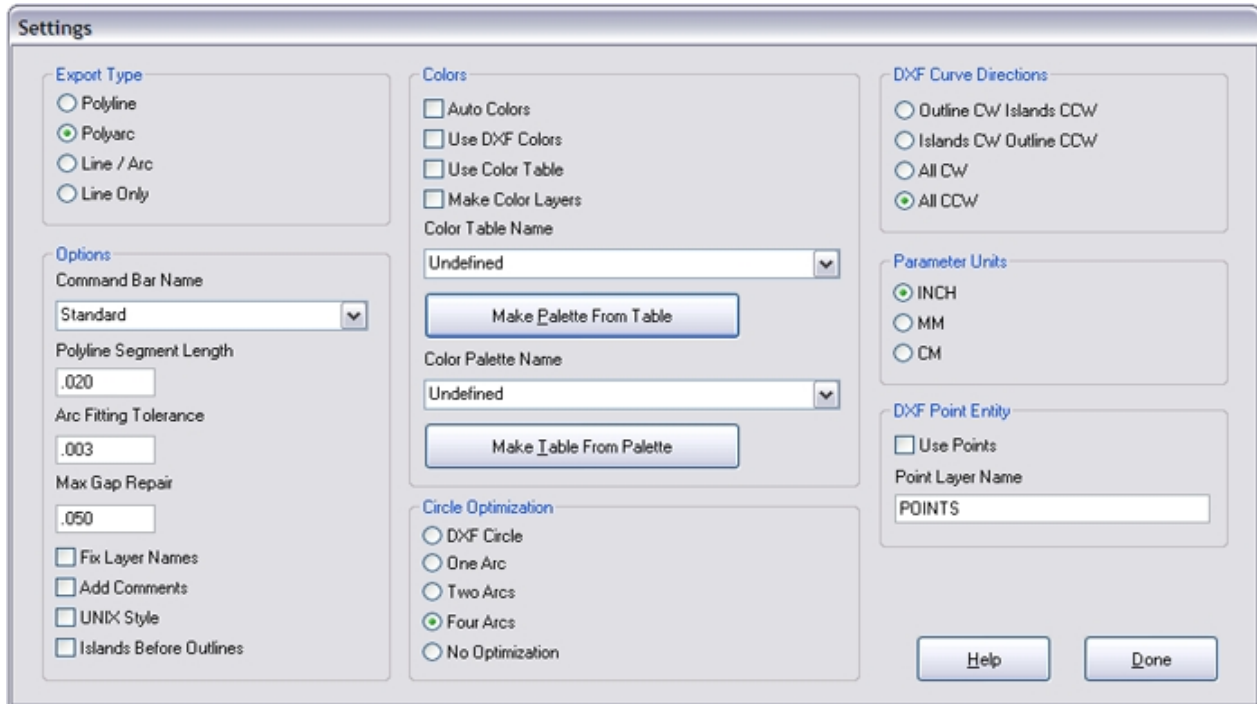 Settings
Export Type
Polyline
Polyarc
Line / Arc
Line Only
Options
Command Bar Name
Standard
Polyline Segment Length
.020
Arc Fitting Tolerance
.003
Max Gap Repair
.050
Fix Layer Names
Add Comments
UNIX Style
Islands Before Outlines
Colors
Auto Colors
Use DXF Colors
Use Color Table
Make Color Layers
Color Table Name
Undefined
Make Palette From Table
Color Palette Name
Undefined
Make Table From Palette
Circle Optimization
DXF Circle
One Arc
Two Arcs
Four Arcs
No Optimization
DXF Curve Directions
Outline CW Islands CCW
Islands CW Outline CCW
All CW
All CCW
Parameter Units
INCH
MM
CM
DXF Point Entity
Use Points
Point Layer Name
POINTS
Help
Done